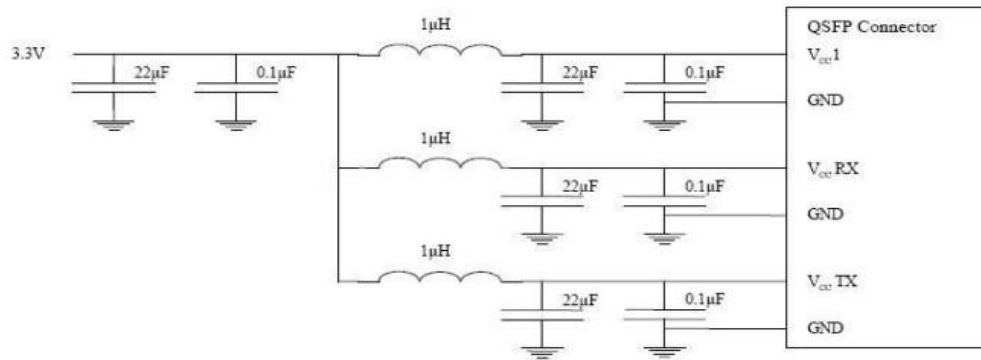 1μH
QSFP Connector
3.3V
22μF
0.1μF
22μF
0.1μF
Vcc1
GND
1μH
22μF
0.1μF
Vcc RX
GND
1μH
22μF
0.1μF
Vcc TX
GND